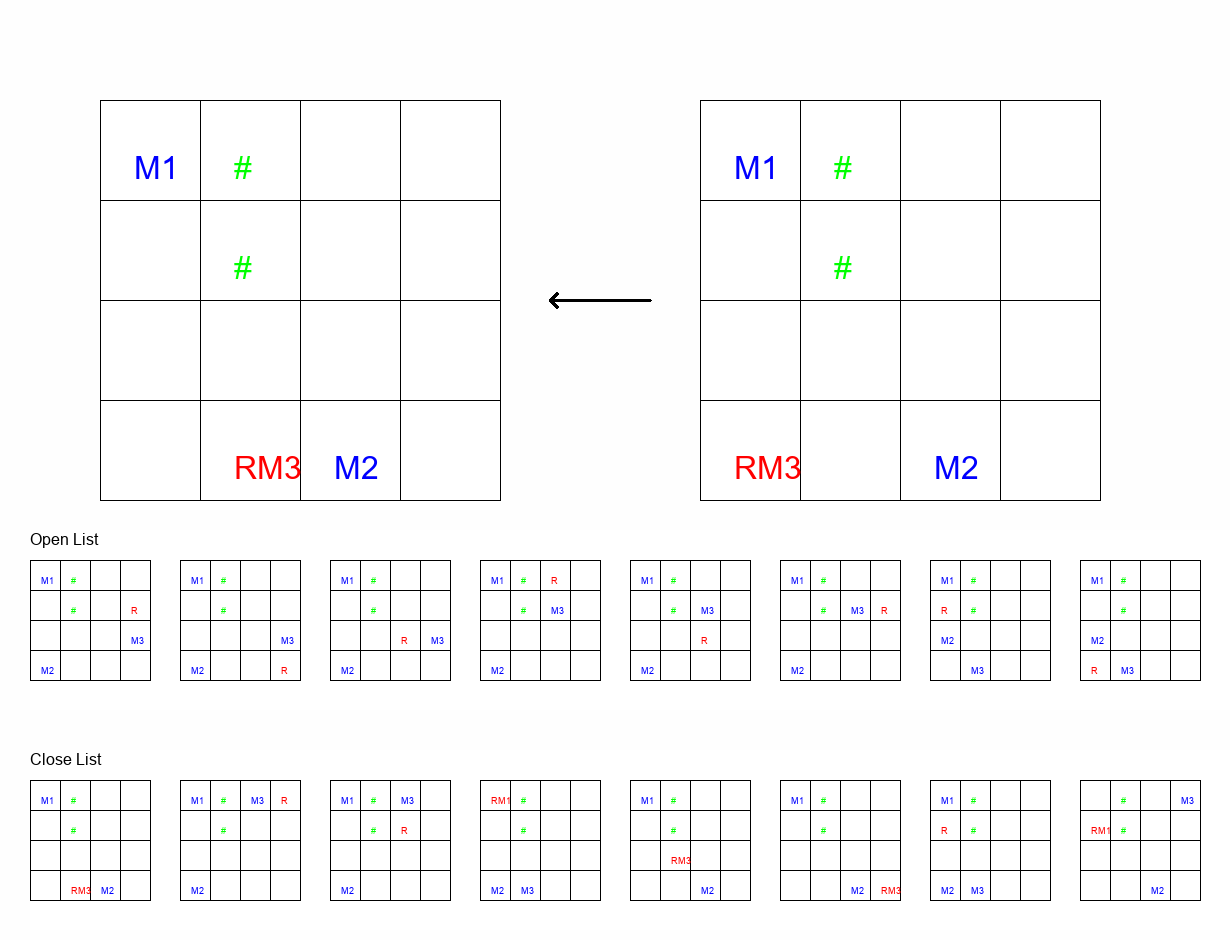 M1 # M1 #
# #
RM3 M2 RM3 M2
Open List
M1 # M1 # M1 # M1 # R M1 # M1 # M1 # M1 #
# R # # # M3 # M3 # M3 R R # #
M3 M3 R M3 R M2 M2
M2 M2 R M2 M2 M2 M2 M3 R M3
Close List
M1 # M1 # M3 R M1 # M3 RM1 # M1 # M1 # M1 # # M3
# # # R # # # R # RM1 #
RM3
RM3 M2 M2 M2 M2 M3 M2 M2 RM3 M2 M3 M2